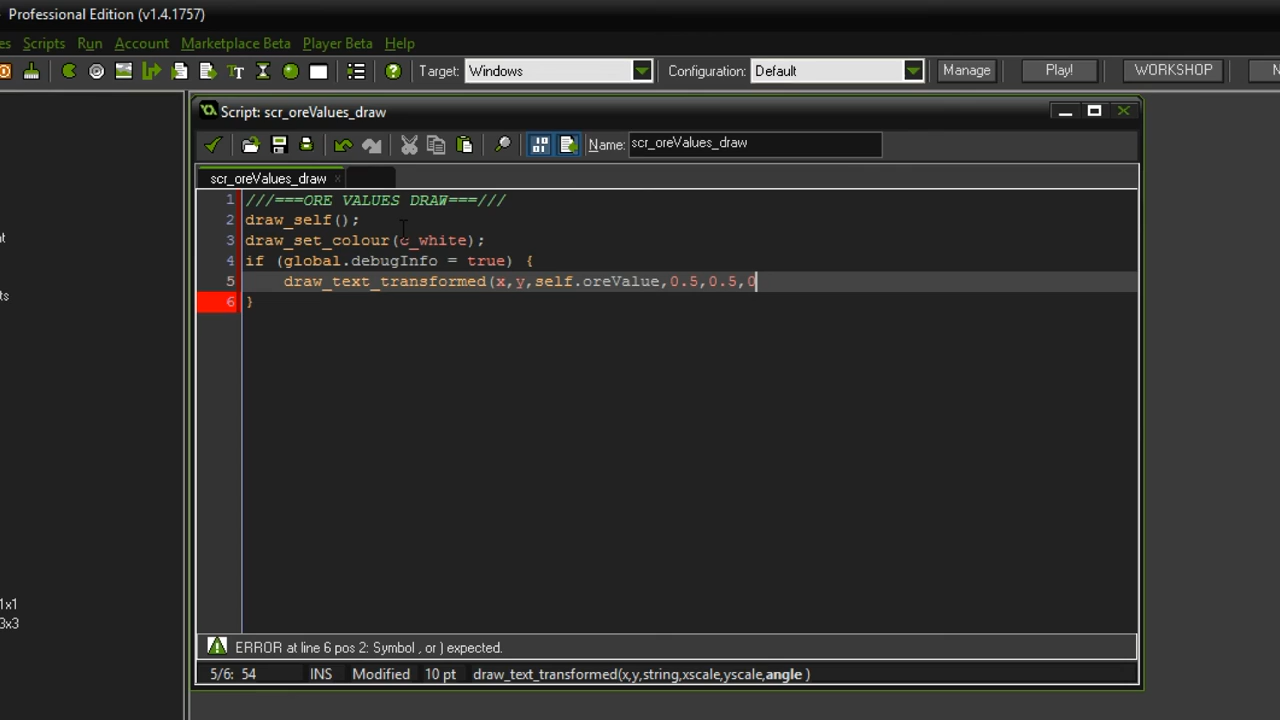 Professional Edition (v1.4.1757)
es Scripts Run Account Marketplace Beta Player Beta Help
Target: Windows Configuration: Default Manage Play! WORKSHOP N
Script: scr_oreValues_draw
Name: scr_oreValues_draw
scr_oreValues_draw
1 ///===ORE VALUES DRAW===///
2 draw_self();
3 draw_set_colour(c_white);
4 if (global.debugInfo = true) {
5 draw_text_transformed(x,y,self.oreValue,0.5,0.5,0
6 }
nt
ts
1x1
3x3
ERROR at line 6 pos 2: Symbol , or ) expected.
5/6: 54 INS Modified 10 pt draw_text_transformed(x,y,string,xscale,yscale,angle )